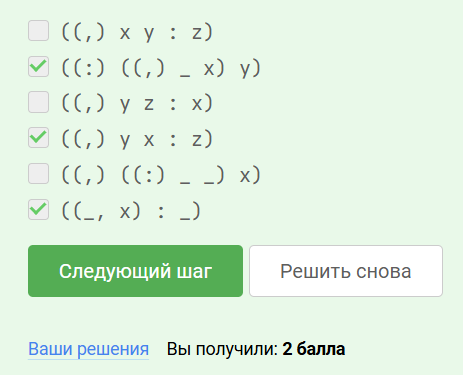 ((,) x y : z)
((:) ((,) _ x) y)
((,) y z : x)
((,) y x : z)
((,) ((:) _ _) x)
((_, x) : _)
Следующий шаг Решить снова
Ваши решения Вы получили: 2 балла